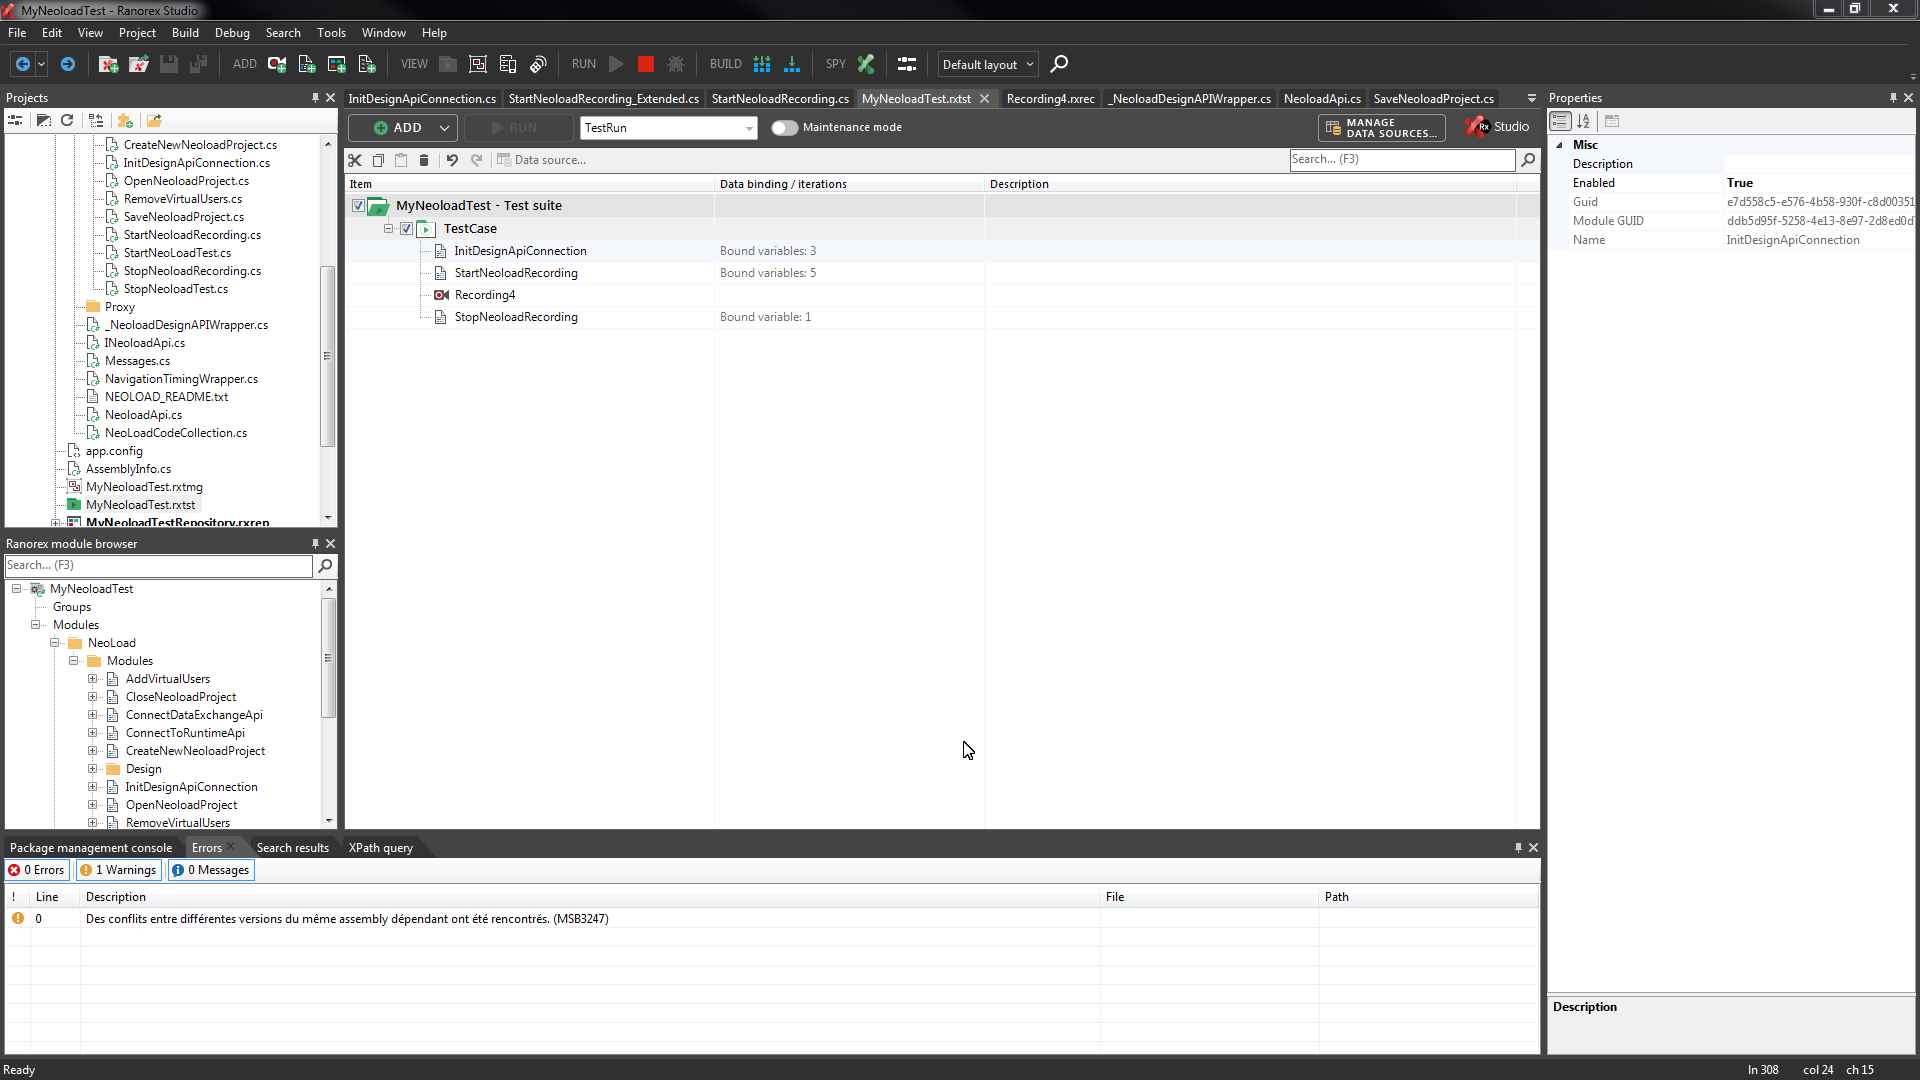 MyNeoloadTest - Ranorex Studio
File Edit View Project Build Debug Search Tools Window Help
ADD VIEW RUN BUILD SPY Default layout
Projects
CreateNewNeoloadProject.cs
InitDesignApiConnection.cs
OpenNeoloadProject.cs
RemoveVirtualUsers.cs
SaveNeoloadProject.cs
StartNeoloadRecording.cs
StartNeoLoadTest.cs
StopNeoloadRecording.cs
StopNeoloadTest.cs
Proxy
_NeoloadDesignAPIWrapper.cs
INeoloadApi.cs
Messages.cs
NavigationTimingWrapper.cs
NEOLOAD_README.txt
NeoloadApi.cs
NeoLoadCodeCollection.cs
app.config
AssemblyInfo.cs
MyNeoloadTest.rxtmg
MyNeoloadTest.rxtst
MyNeoloadTestRepository.rxrep
Ranorex module browser
Search... (F3)
MyNeoloadTest
Groups
Modules
NeoLoad
Modules
AddVirtualUsers
CloseNeoloadProject
ConnectDataExchangeApi
ConnectToRuntimeApi
CreateNewNeoloadProject
Design
InitDesignApiConnection
OpenNeoloadProject
RemoveVirtualUsers
InitDesignApiConnection.cs StartNeoloadRecording_Extended.cs StartNeoloadRecording.cs MyNeoloadTest.rxtst Recording4.rxrec _NeoloadDesignAPIWrapper.cs NeoloadApi.cs SaveNeoloadProject.cs
ADD RUN TestRun Maintenance mode MANAGE DATA SOURCES... Rx Studio
Data source... Search... (F3)
Item Data binding / iterations Description
MyNeoloadTest - Test suite
TestCase
InitDesignApiConnection Bound variables: 3
StartNeoloadRecording Bound variables: 5
Recording4
StopNeoloadRecording Bound variable: 1
Properties
Misc
Description
Enabled True
Guid e7d558c5-e576-4b58-930f-c8d00351
Module GUID ddb5d95f-5258-4e13-8e97-2d8ed0d
Name InitDesignApiConnection
Description
Package management console Errors Search results XPath query
0 Errors 1 Warnings 0 Messages
! Line Description File Path
0 Des conflits entre différentes versions du même assembly dépendant ont été rencontrés. (MSB3247)
Ready ln 308 col 24 ch 15